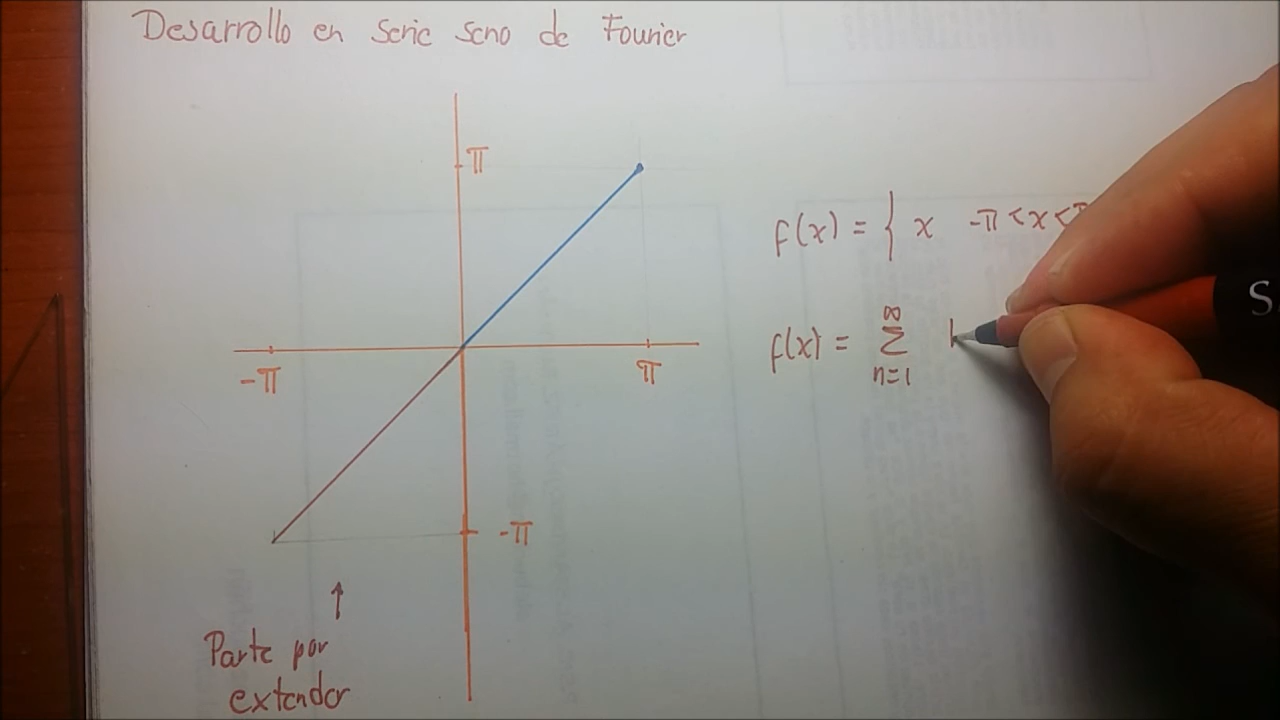 Desarrollo en serie seno de Fourier
π
f(x) = { x -π < x < π
f(x) = ∞ Σ n=1
-π
π
-π
Parte por
extender
S